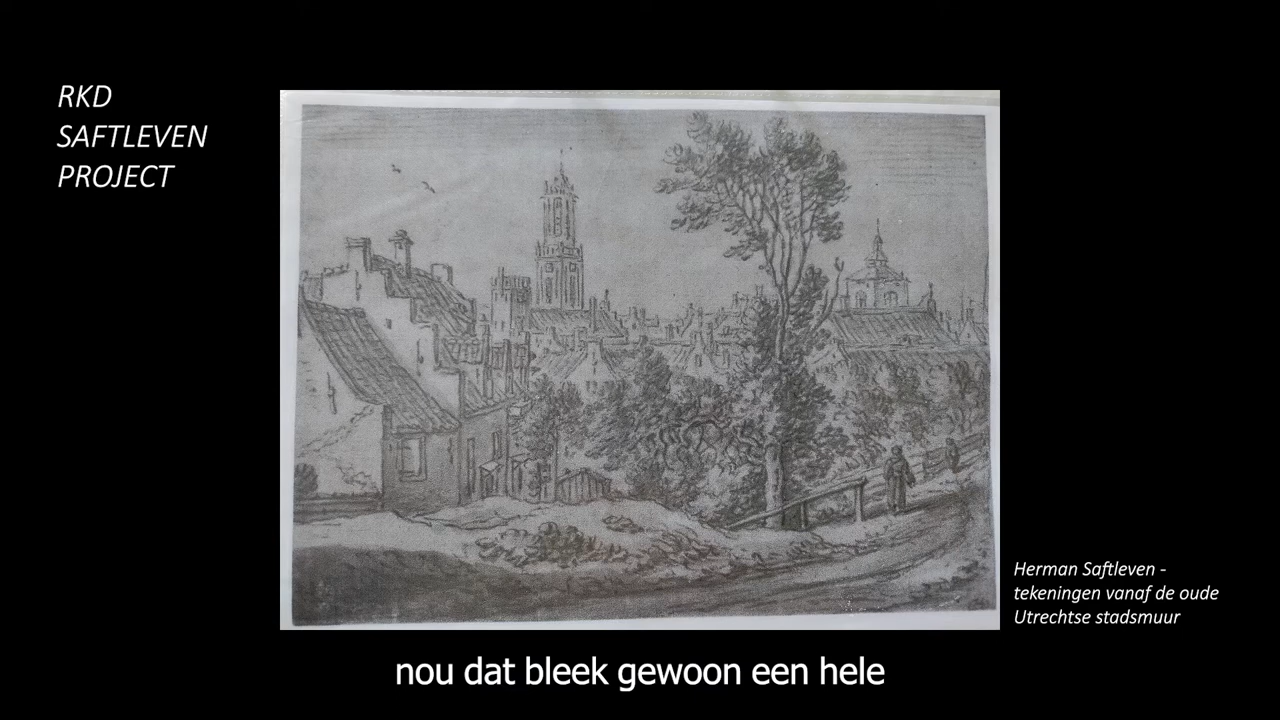 RKD
SAFTLEVEN
PROJECT
Herman Saftleven -
tekeningen vanaf de oude
Utrechtse stadsmuur
nou dat bleek gewoon een hele